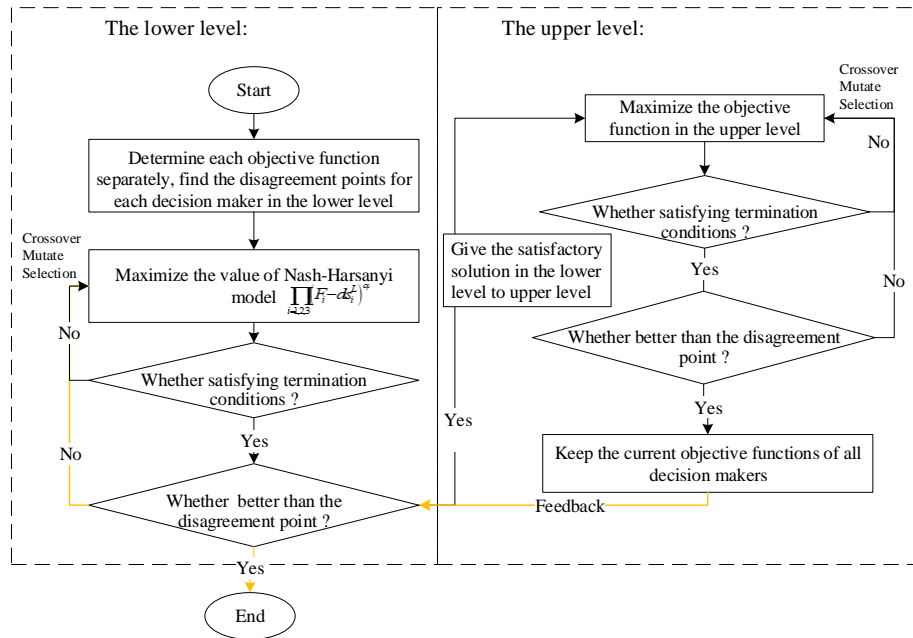 The lower level:
Start
Determine each objective function
separately, find the disagreement points for
each decision maker in the lower level
Crossover
Mutate
Selection
Maximize the value of Nash-Harsanyi
model ∏ i=1,2,3 (F_i − ds_i^L)^α
No
Whether satisfying termination
conditions ?
Yes
No
Whether  better than the
disagreement point ?
Yes
End
The upper level:
Crossover
Mutate
Selection
Maximize the objective
function in the upper level
No
Whether satisfying termination
conditions ?
Give the satisfactory
solution in the lower
level to upper level
Yes
No
Whether better than the disagreement
point ?
Yes
Yes
Keep the current objective functions of all
decision makers
Feedback